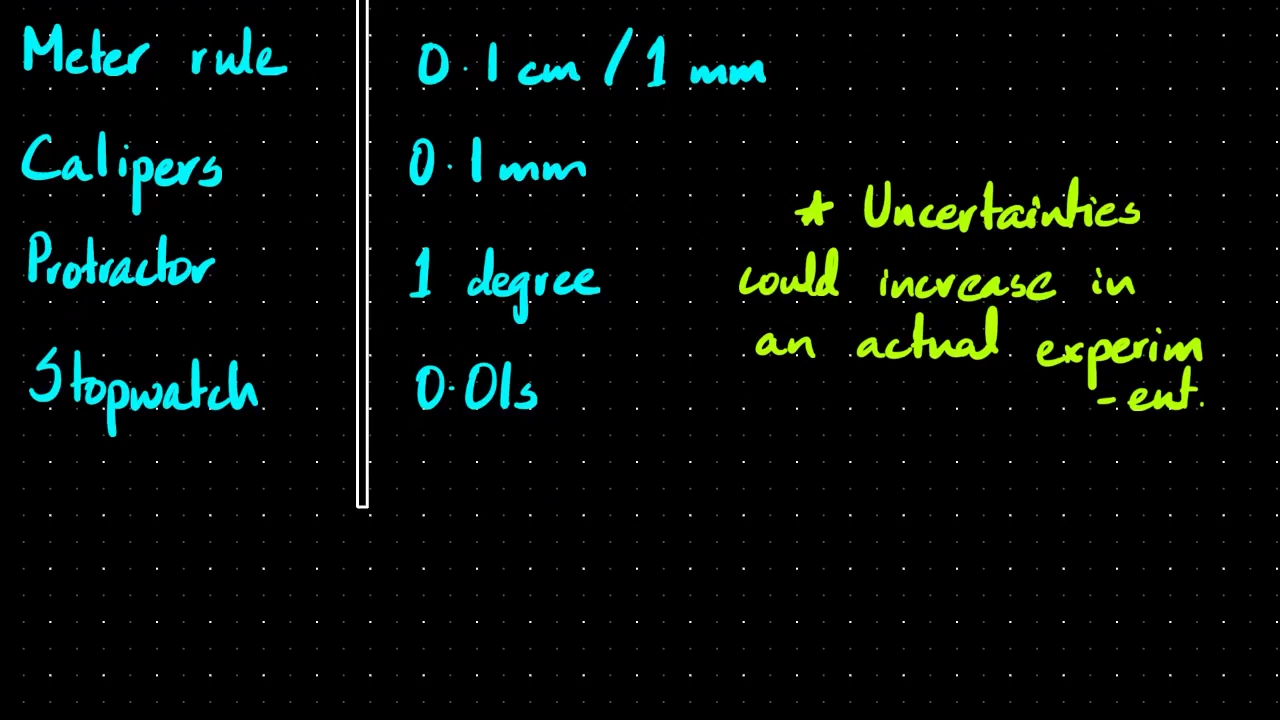 Meter rule 0.1 cm / 1 mm
Calipers 0.1 mm
Protractor 1 degree
Stopwatch 0.01s
* Uncertainties
could increase in
an actual experim
-ent.